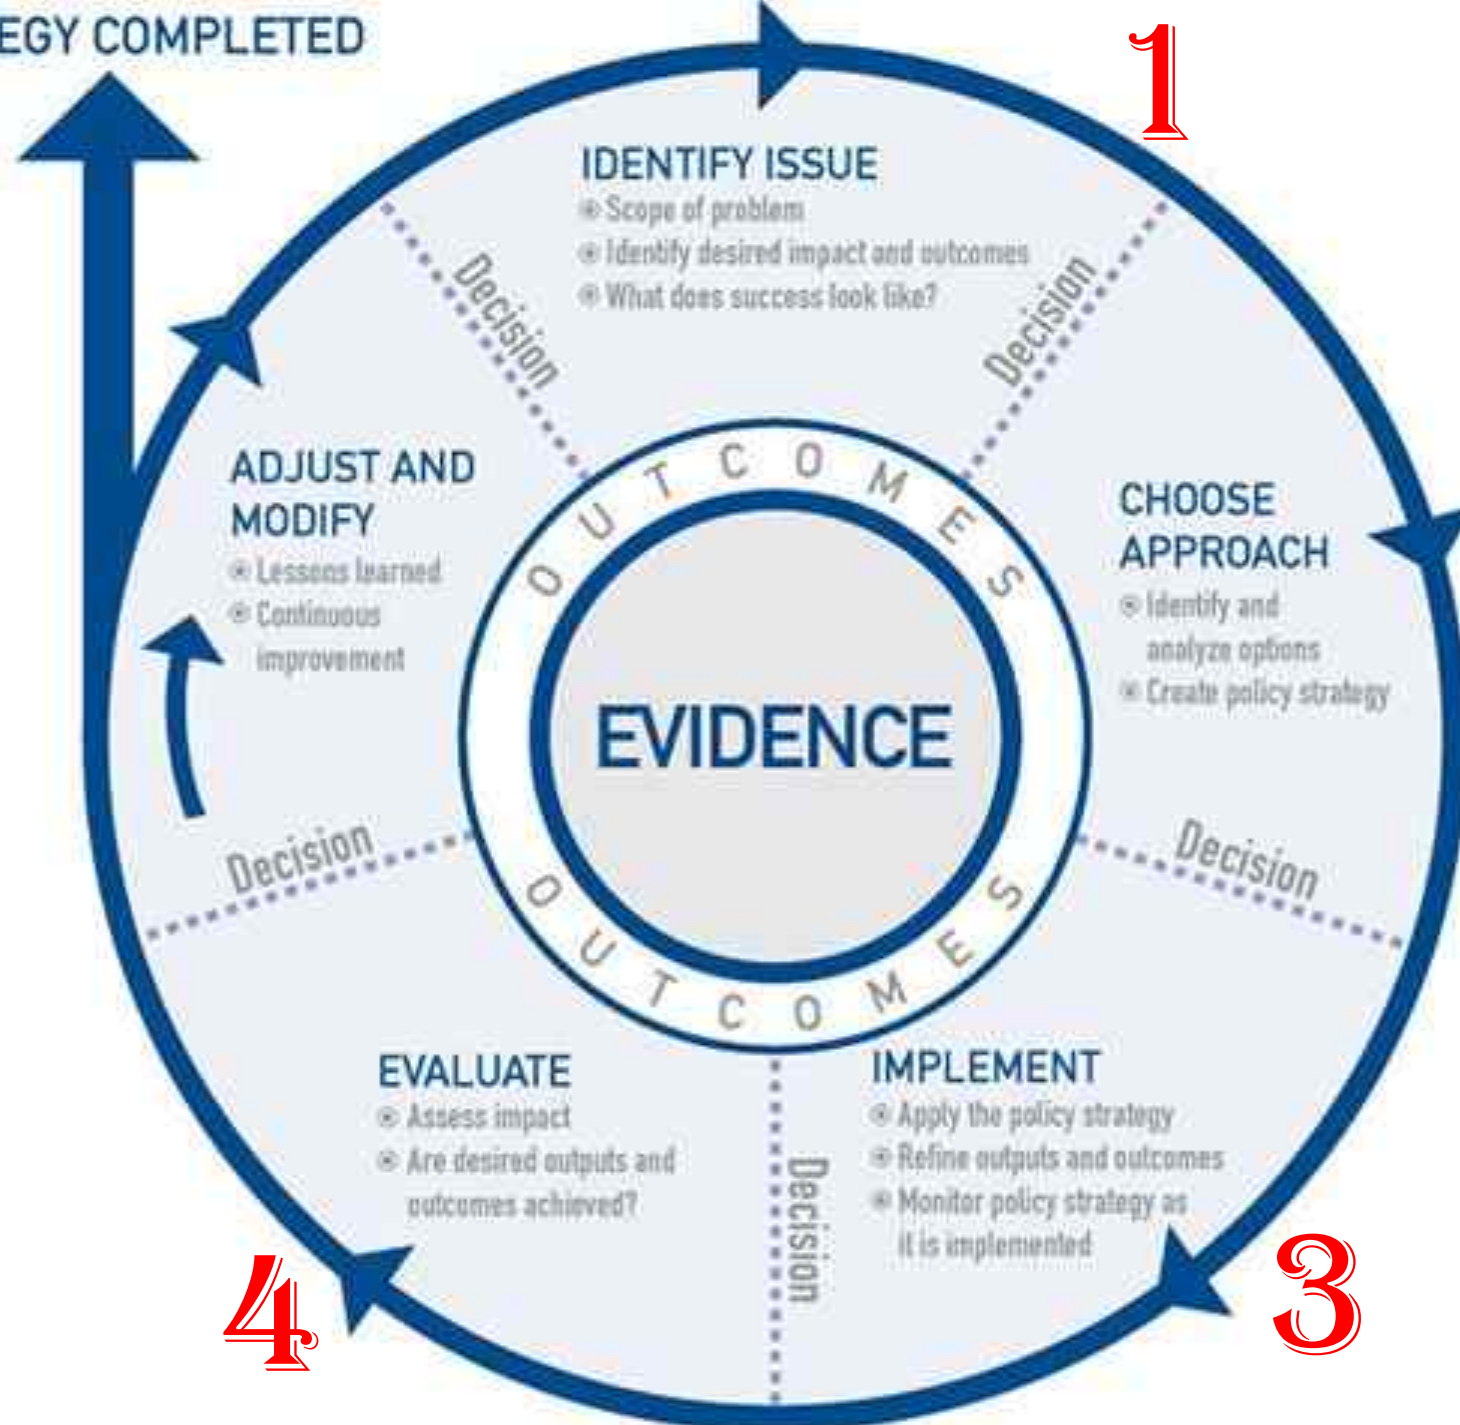 EGY COMPLETED
1
IDENTIFY ISSUE
Scope of problem
Identify desired impact and outcomes
What does success look like?
Decision
Decision
CHOOSE
APPROACH
Identify and
analyze options
Create policy strategy
Decision
IMPLEMENT
Apply the policy strategy
Refine outputs and outcomes
Monitor policy strategy as
it is implemented
3
Decision
EVALUATE
Assess impact
Are desired outputs and
outcomes achieved?
4
Decision
ADJUST AND
MODIFY
Lessons learned
Continuous
improvement
OUTCOMES
EVIDENCE
OUTCOMES